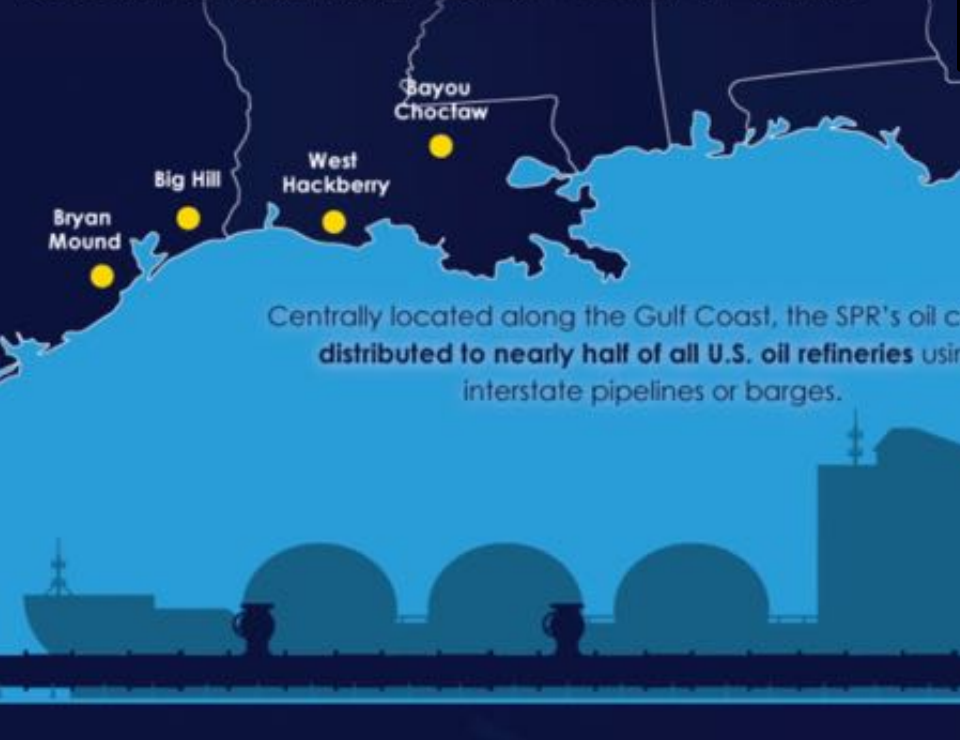 Bayou
Choctaw
West
Hackberry
Big Hill
Bryan
Mound
Centrally located along the Gulf Coast, the SPR's oil c
distributed to nearly half of all U.S. oil refineries usin
interstate pipelines or barges.